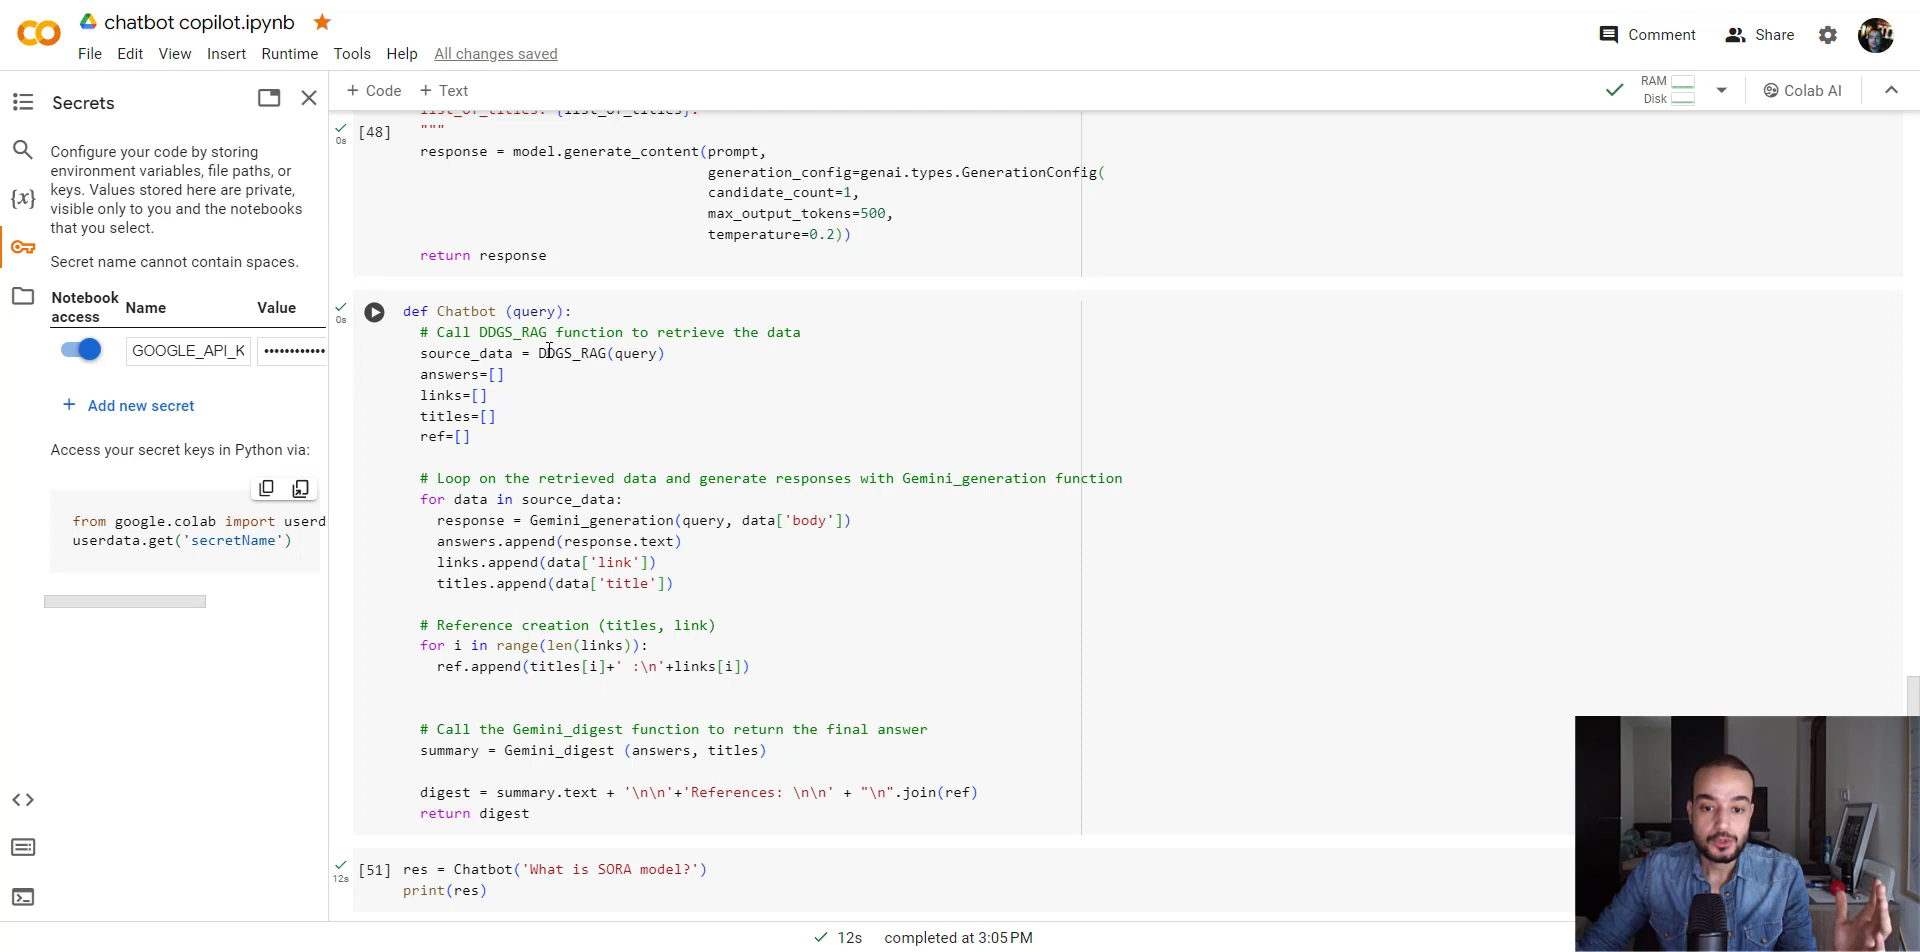 chatbot copilot.ipynb
File Edit View Insert Runtime Tools Help All changes saved
Comment Share
Secrets
Configure your code by storing
environment variables, file paths, or
keys. Values stored here are private,
visible only to you and the notebooks
that you select.
Secret name cannot contain spaces.
Notebook access Name Value
GOOGLE_API_K ••••••••••••
+ Add new secret
Access your secret keys in Python via:
from google.colab import userd
userdata.get('secretName')
+ Code + Text
RAM
Disk
Colab AI
list_of_titles: {list_of_titles}.
[48] """
response = model.generate_content(prompt,
generation_config=genai.types.GenerationConfig(
candidate_count=1,
max_output_tokens=500,
temperature=0.2))
return response
0s
0s
def Chatbot (query):
# Call DDGS_RAG function to retrieve the data
source_data = DDGS_RAG(query)
answers=[]
links=[]
titles=[]
ref=[]
# Loop on the retrieved data and generate responses with Gemini_generation function
for data in source_data:
response = Gemini_generation(query, data['body'])
answers.append(response.text)
links.append(data['link'])
titles.append(data['title'])
# Reference creation (titles, link)
for i in range(len(links)):
ref.append(titles[i]+' :\n'+links[i])
# Call the Gemini_digest function to return the final answer
summary = Gemini_digest (answers, titles)
digest = summary.text + '\n\n'+'References: \n\n' + "\n".join(ref)
return digest
12s
[51] res = Chatbot('What is SORA model?')
print(res)
12s completed at 3:05 PM